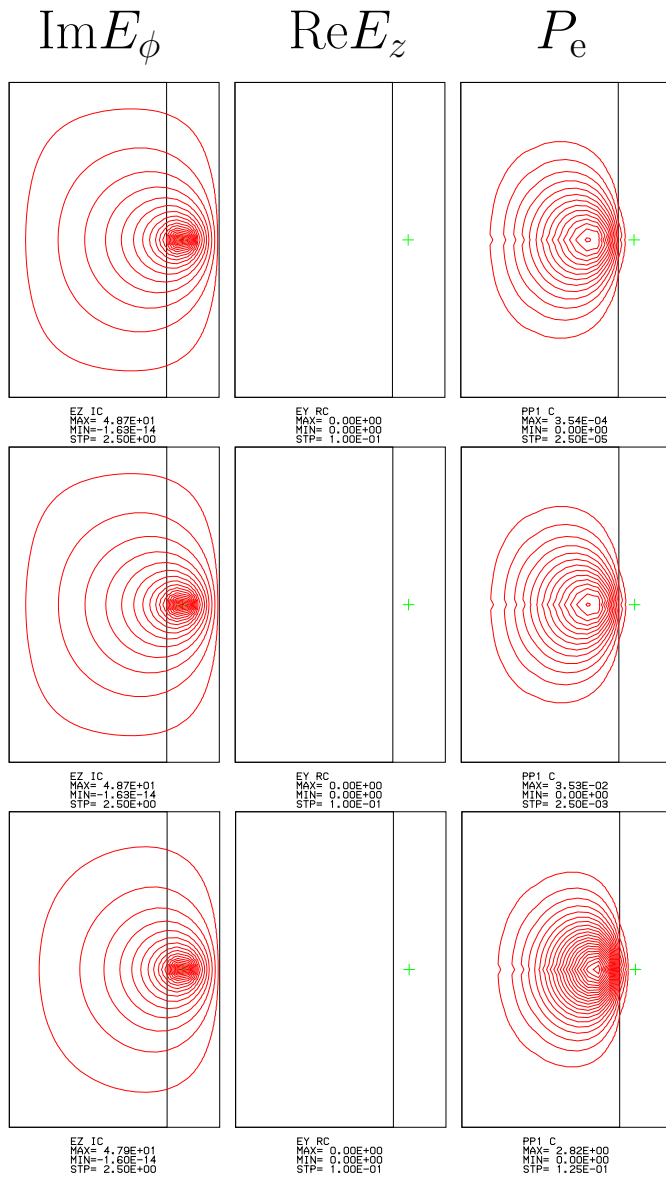 ImE_ϕ ReE_z P_e
EZ IC
MAX= 4.87E+01
MIN=-1.63E-14
STP= 2.50E+00
EY RC
MAX= 0.00E+00
MIN= 0.00E+00
STP= 1.00E-01
PP1 C
MAX= 3.54E-04
MIN= 0.00E+00
STP= 2.50E-05
EZ IC
MAX= 4.87E+01
MIN=-1.63E-14
STP= 2.50E+00
EY RC
MAX= 0.00E+00
MIN= 0.00E+00
STP= 1.00E-01
PP1 C
MAX= 3.53E-02
MIN= 0.00E+00
STP= 2.50E-03
EZ IC
MAX= 4.79E+01
MIN=-1.60E-14
STP= 2.50E+00
EY RC
MAX= 0.00E+00
MIN= 0.00E+00
STP= 1.00E-01
PP1 C
MAX= 2.82E+00
MIN= 0.00E+00
STP= 1.25E-01